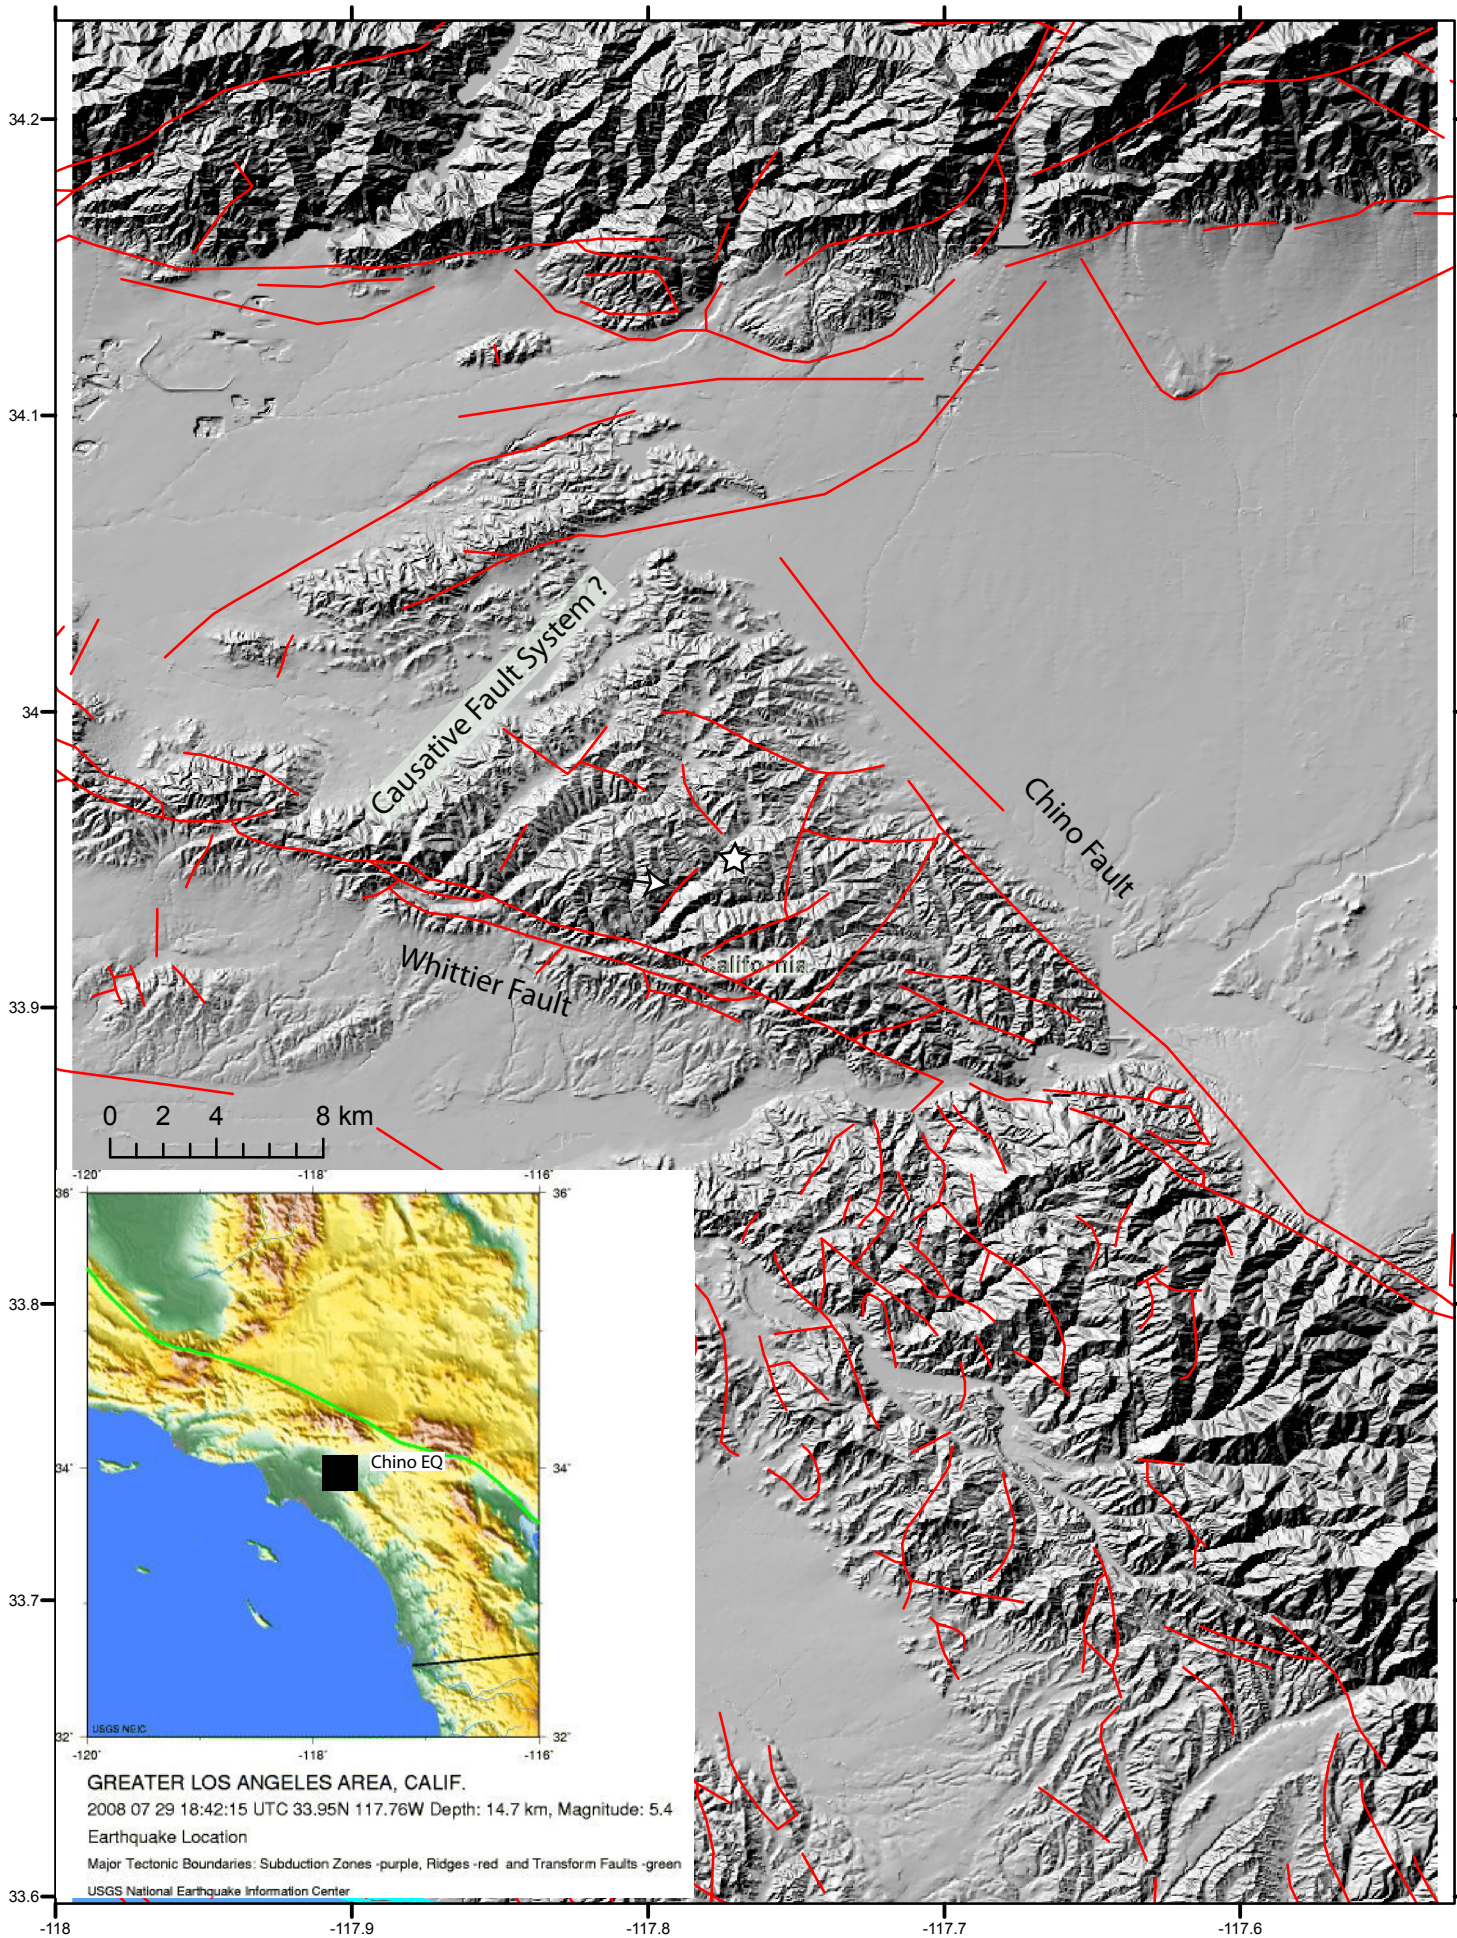 34.2
34.1
34
33.9
33.8
33.7
33.6
-118
-117.9
-117.8
-117.7
-117.6
Causative Fault System ?
Chino Fault
Whittier Fault
California
0 2 4 8 km
-120°
-118°
-116°
36°
36°
34°
34°
32°
32°
Chino EQ
USGS NEIC
-120°
-118°
-116°
GREATER LOS ANGELES AREA, CALIF.
2008 07 29 18:42:15 UTC 33.95N 117.76W Depth: 14.7 km, Magnitude: 5.4
Earthquake Location
Major Tectonic Boundaries: Subduction Zones -purple, Ridges -red and Transform Faults -green
USGS National Earthquake Information Center